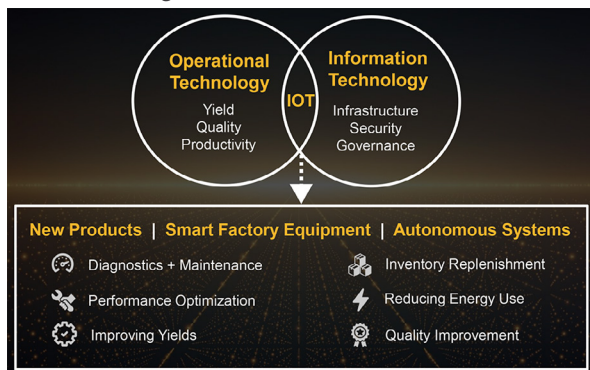 Operational
Technology
Yield
Quality
Productivity
IOT
Information
Technology
Infrastructure
Security
Governance
New Products | Smart Factory Equipment | Autonomous Systems
Diagnostics + Maintenance
Performance Optimization
Improving Yields
Inventory Replenishment
Reducing Energy Use
Quality Improvement